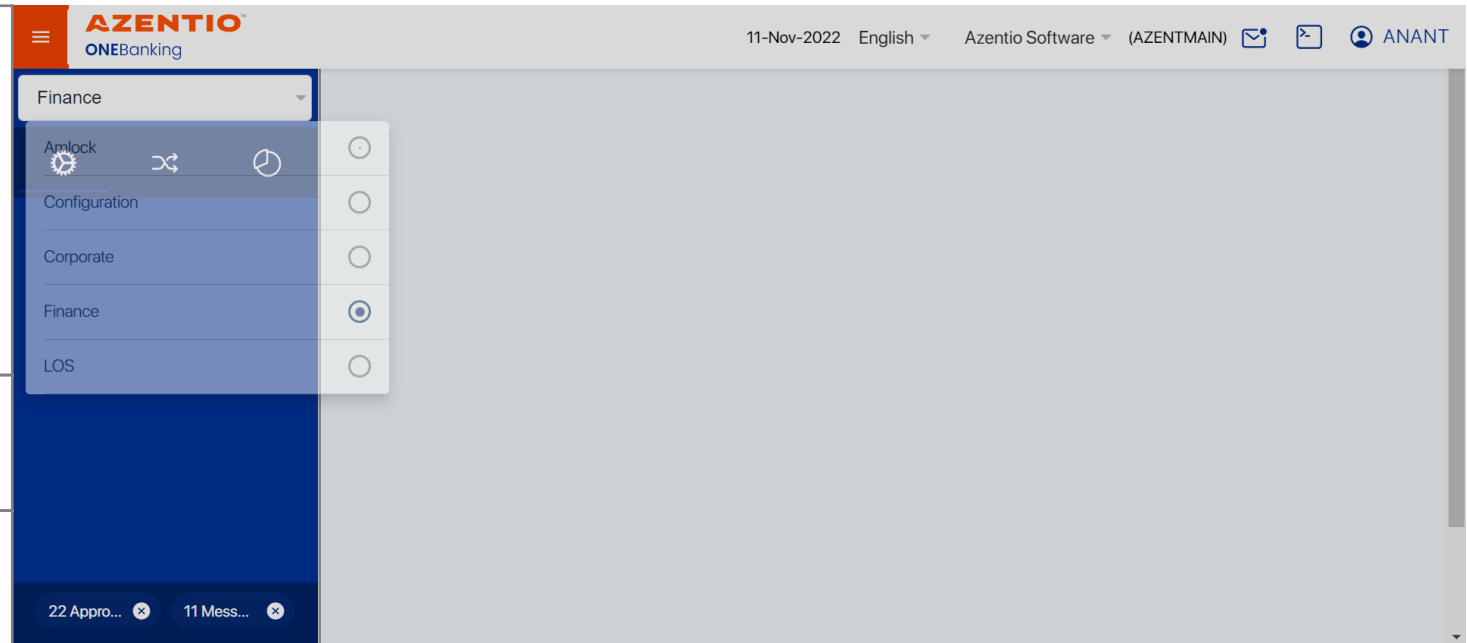 AZENTIO™
ONEBanking
11-Nov-2022 English Azentio Software (AZENTMAIN) ANANT
Finance
Amlock
Configuration
Corporate
Finance
LOS
22 Appro... 11 Mess...